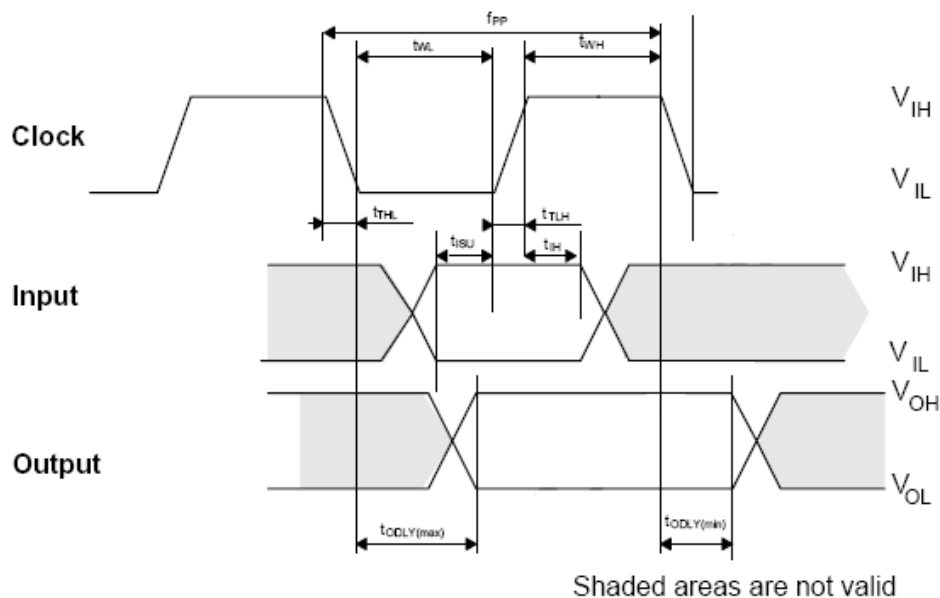 fPP
tWL
tWH
Clock
VIH
VIL
tTHL
tTLH
tISU
tIH
Input
VIH
VIL
Output
VOH
VOL
tODLY(max)
tODLY(min)
Shaded areas are not valid